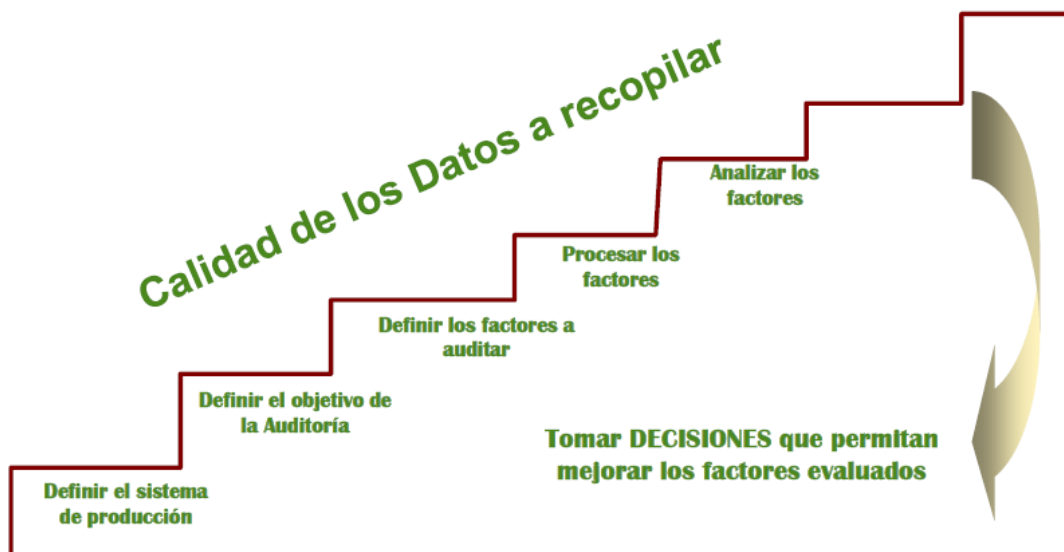 Calidad de los Datos a recopilar
Definir el sistema
de producción
Definir el objetivo de
la Auditoría
Definir los factores a
auditar
Procesar los
factores
Analizar los
factores
Tomar DECISIONES que permitan
mejorar los factores evaluados